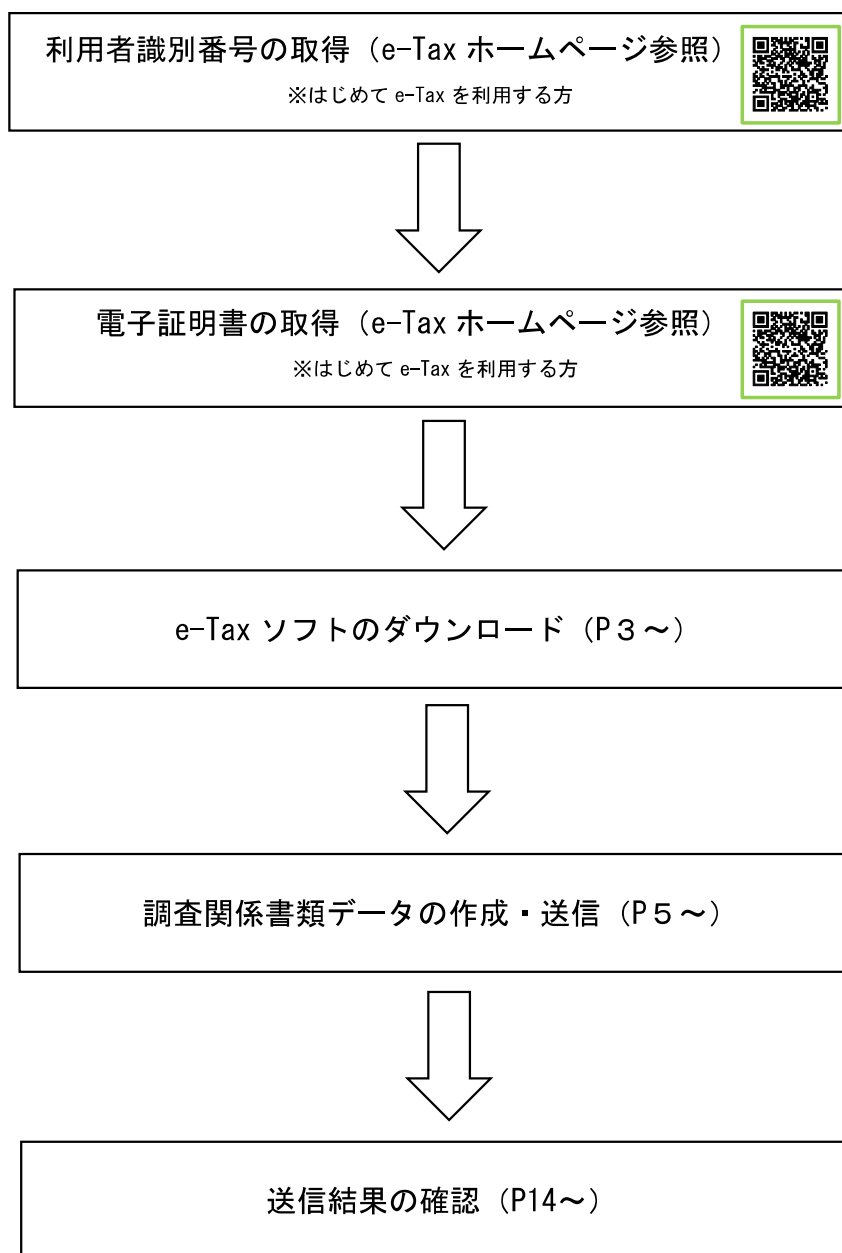 利用者識別番号の取得（e-Tax ホームページ参照）
※はじめて e-Tax を利用する方
電子証明書の取得（e-Tax ホームページ参照）
※はじめて e-Tax を利用する方
e-Tax ソフトのダウンロード（P３～）
調査関係書類データの作成・送信（P５～）
送信結果の確認（P14～）